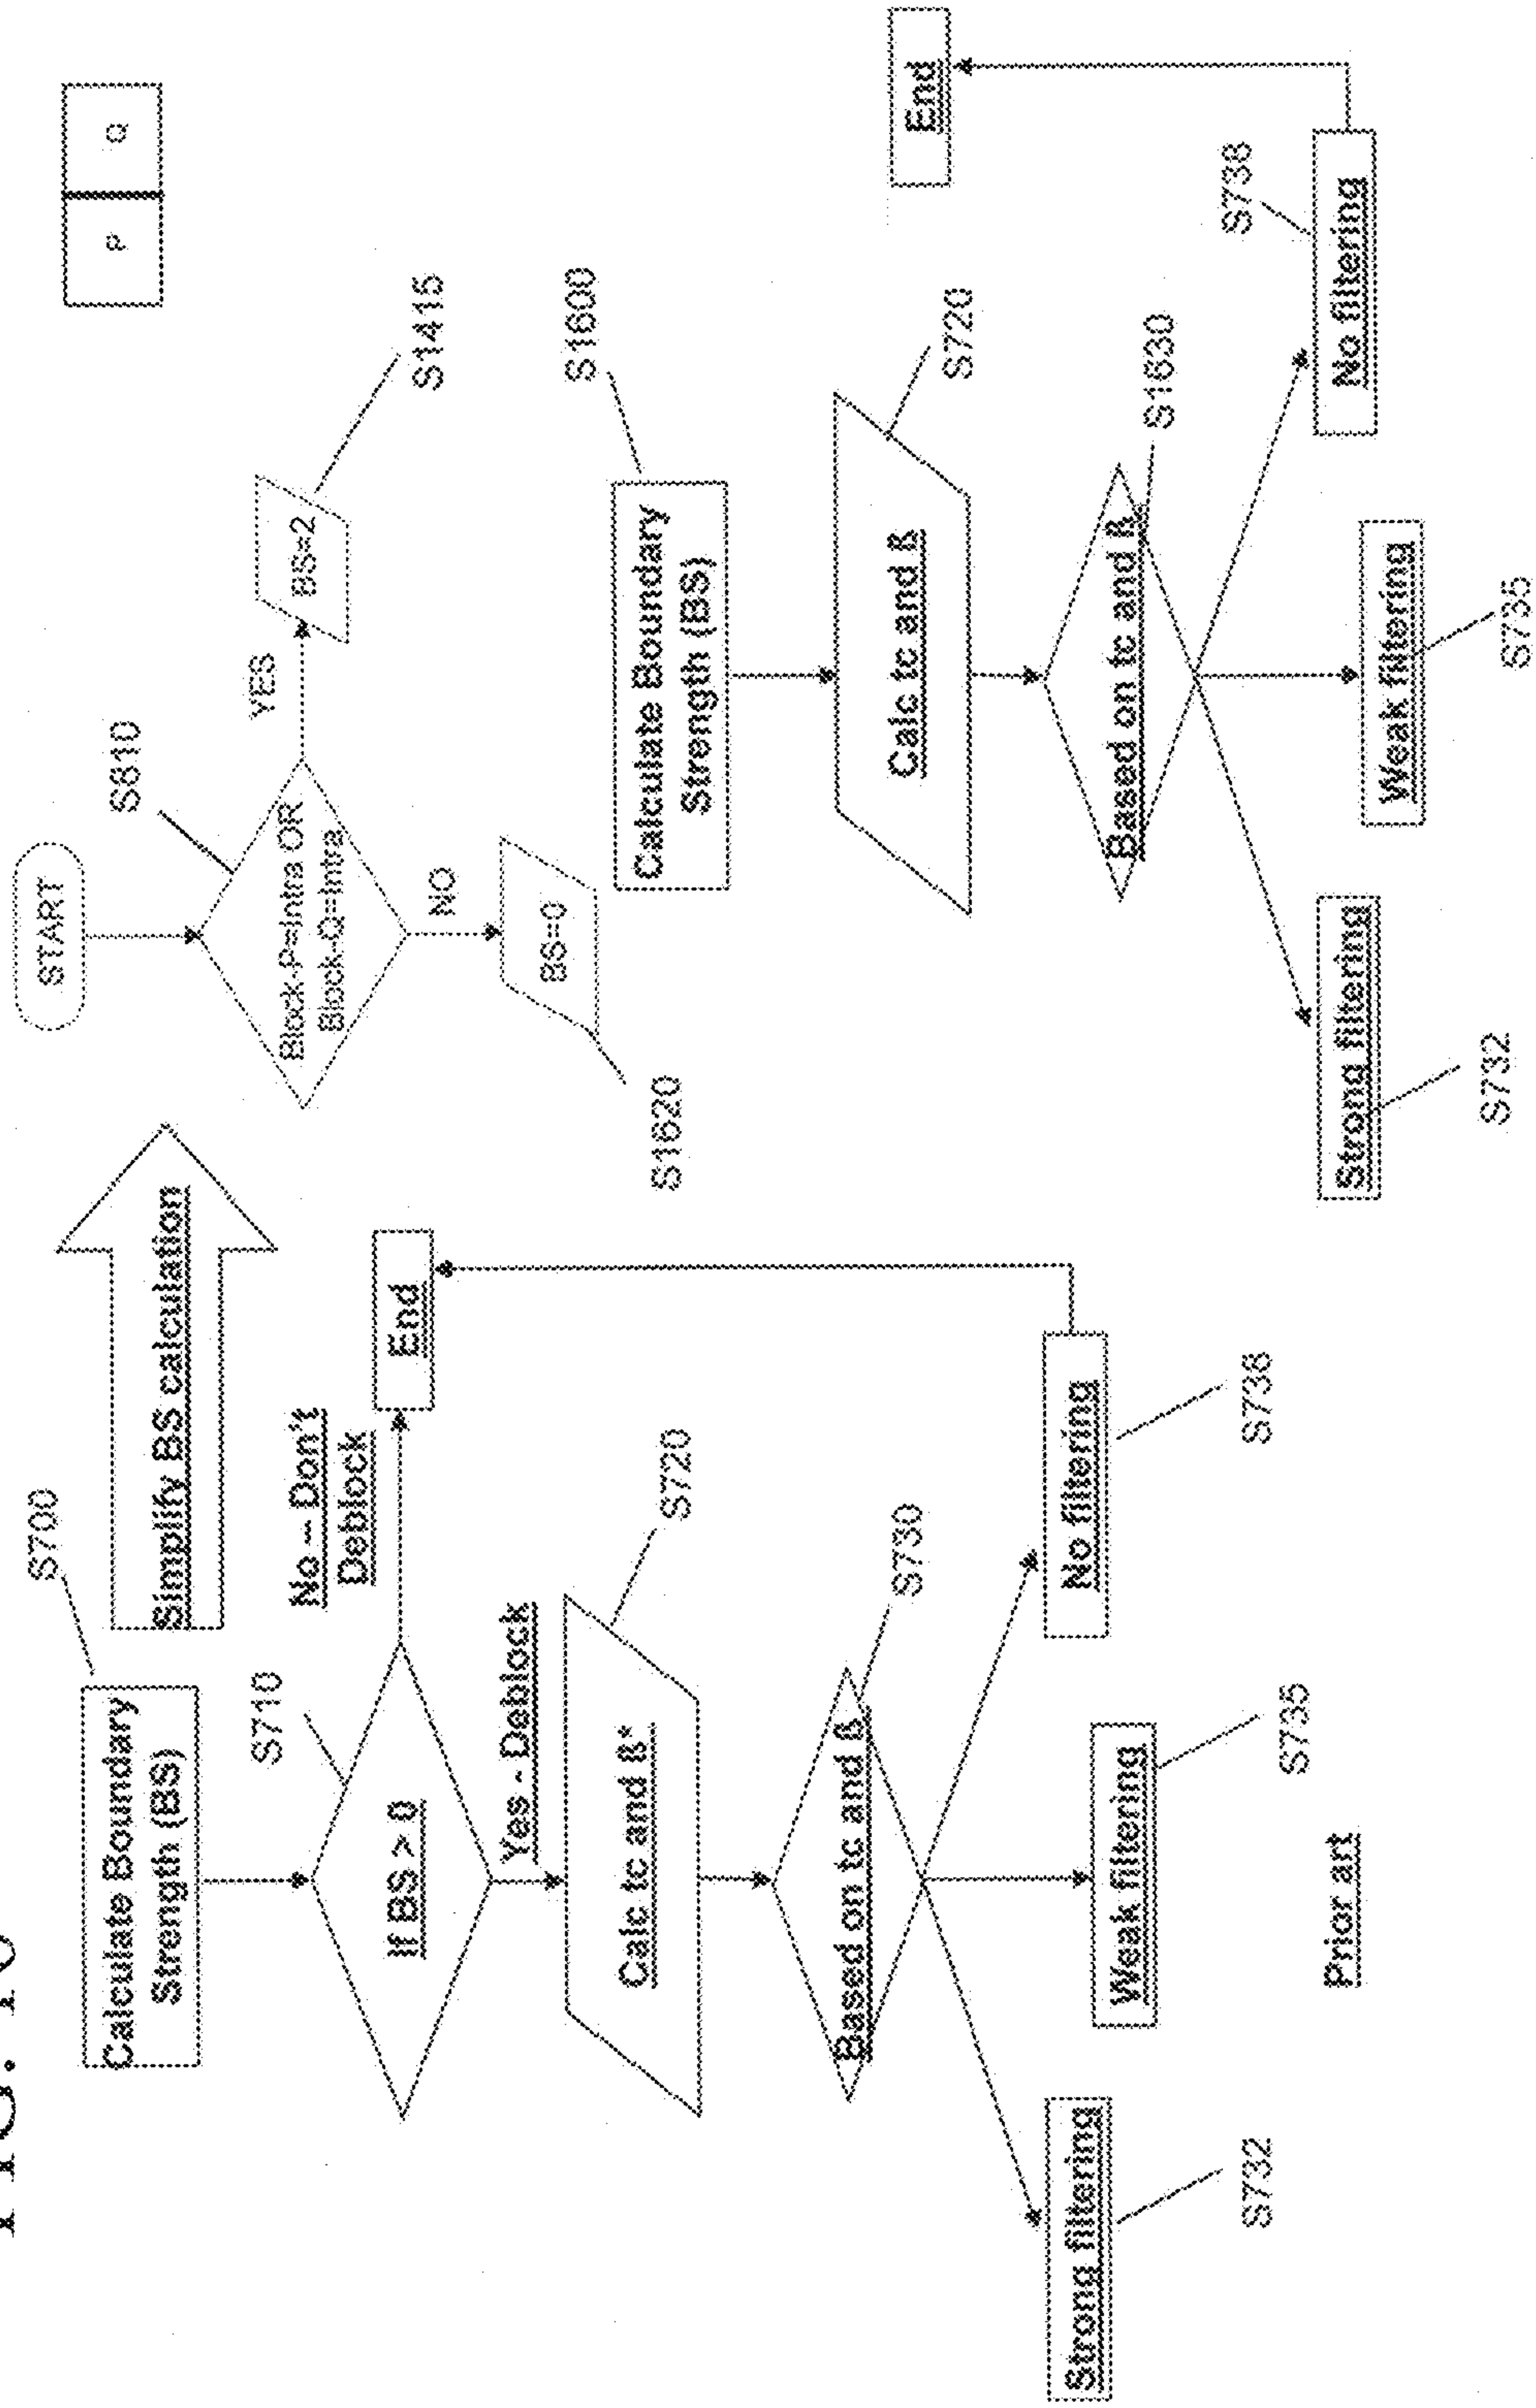 S700
Calculate Boundary
Strength (BS)
S710
If BS > 0
No – Don't
Deblock
End
Yes - Deblock
Calc tc and ß*
S720
Based on tc and ß
S730
Strong filtering
S732
Weak filtering
S735
No filtering
S738
Prior art
Simplify BS calculation
START
S810
Block-P=Intra OR
Block-Q=Intra
YES
BS=2
S1415
NO
BS=0
S1620
P
Q
Calculate Boundary
Strength (BS)
S1600
Calc tc and ß
S720
Based on tc and ß
S1630
Strong filtering
S732
Weak filtering
S735
No filtering
S738
End